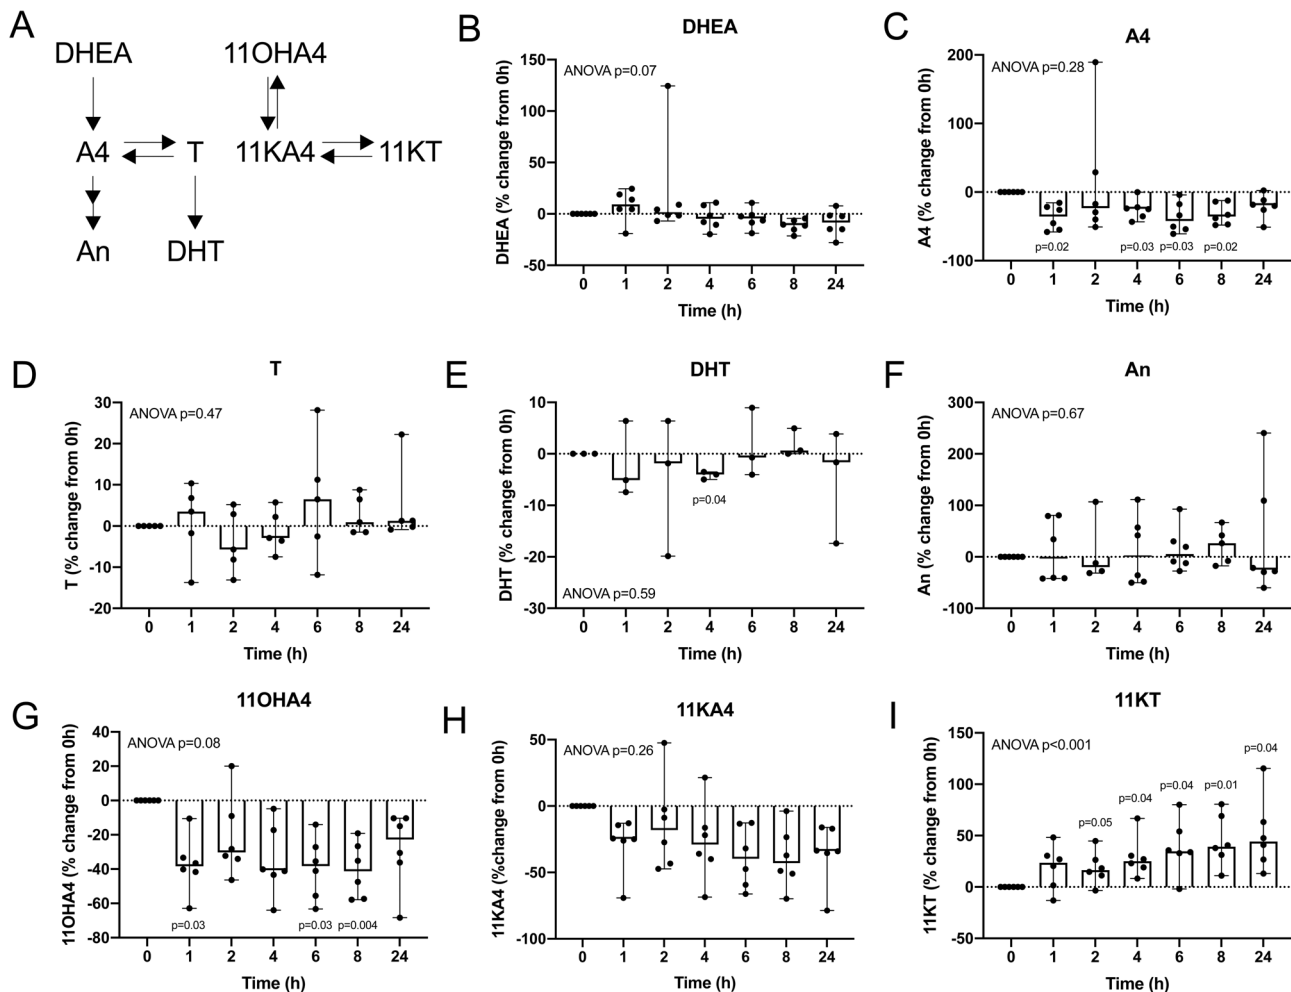 A
DHEA
11OHA4
A4
T
11KA4
11KT
An
DHT
B
DHEA
ANOVA p=0.07
DHEA (% change from 0h)
150
100
50
0
-50
0 1 2 4 6 8 24
Time (h)
C
A4
ANOVA p=0.28
A4 (% change from 0h)
200
100
0
-100
p=0.02
p=0.03
p=0.03
p=0.02
0 1 2 4 6 8 24
Time (h)
D
T
ANOVA p=0.47
T (% change from 0h)
30
20
10
0
-10
-20
0 1 2 4 6 8 24
Time (h)
E
DHT
DHT (% change from 0h)
10
0
-10
-20
-30
p=0.04
ANOVA p=0.59
0 1 2 4 6 8 24
Time (h)
F
An
ANOVA p=0.67
An (% change from 0h)
300
200
100
0
-100
0 1 2 4 6 8 24
Time (h)
G
11OHA4
ANOVA p=0.08
11OHA4 (% change from 0h)
40
20
0
-20
-40
-60
-80
p=0.03
p=0.03
p=0.004
0 1 2 4 6 8 24
Time (h)
H
11KA4
ANOVA p=0.26
11KA4 (%change from 0h)
50
0
-50
-100
0 1 2 4 6 8 24
Time (h)
I
11KT
ANOVA p<0.001
11KT (% change from 0h)
150
100
50
0
-50
p=0.05
p=0.04
p=0.04
p=0.01
p=0.04
0 1 2 4 6 8 24
Time (h)